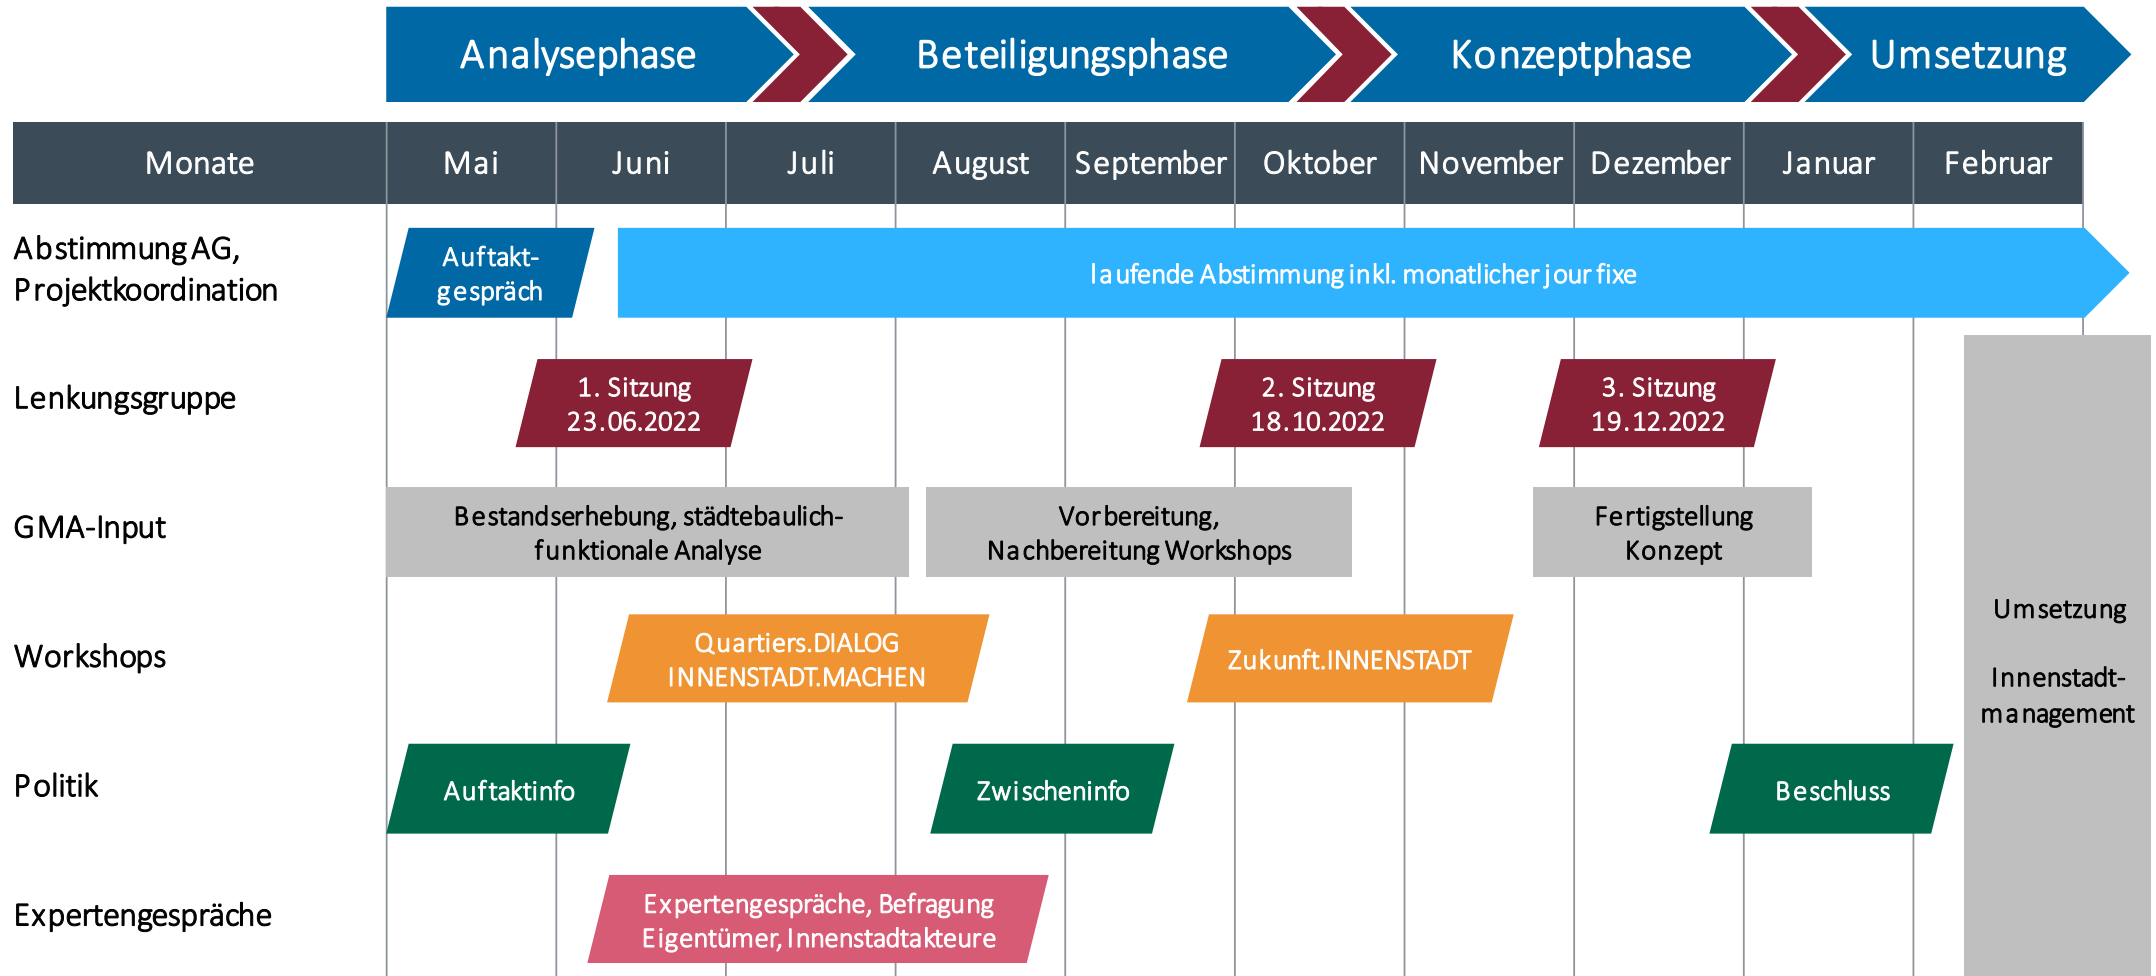 Analysephase
Beteiligungsphase
Konzeptphase
Umsetzung
Monate
Mai
Juni
Juli
August
September
Oktober
November
Dezember
Januar
Februar
Abstimmung AG,
Projektkoordination
Auftakt-
gespräch
laufende Abstimmung inkl. monatlicher jour fixe
Lenkungsgruppe
1. Sitzung
23.06.2022
2. Sitzung
18.10.2022
3. Sitzung
19.12.2022
GMA-Input
Bestandserhebung, städtebaulich-
funktionale Analyse
Vorbereitung,
Nachbereitung Workshops
Fertigstellung
Konzept
Workshops
Quartiers.DIALOG
INNENSTADT.MACHEN
Zukunft.INNENSTADT
Umsetzung
Innenstadt-
management
Politik
Auftaktinfo
Zwischeninfo
Beschluss
Expertengespräche
Expertengespräche, Befragung
Eigentümer, Innenstadtakteure